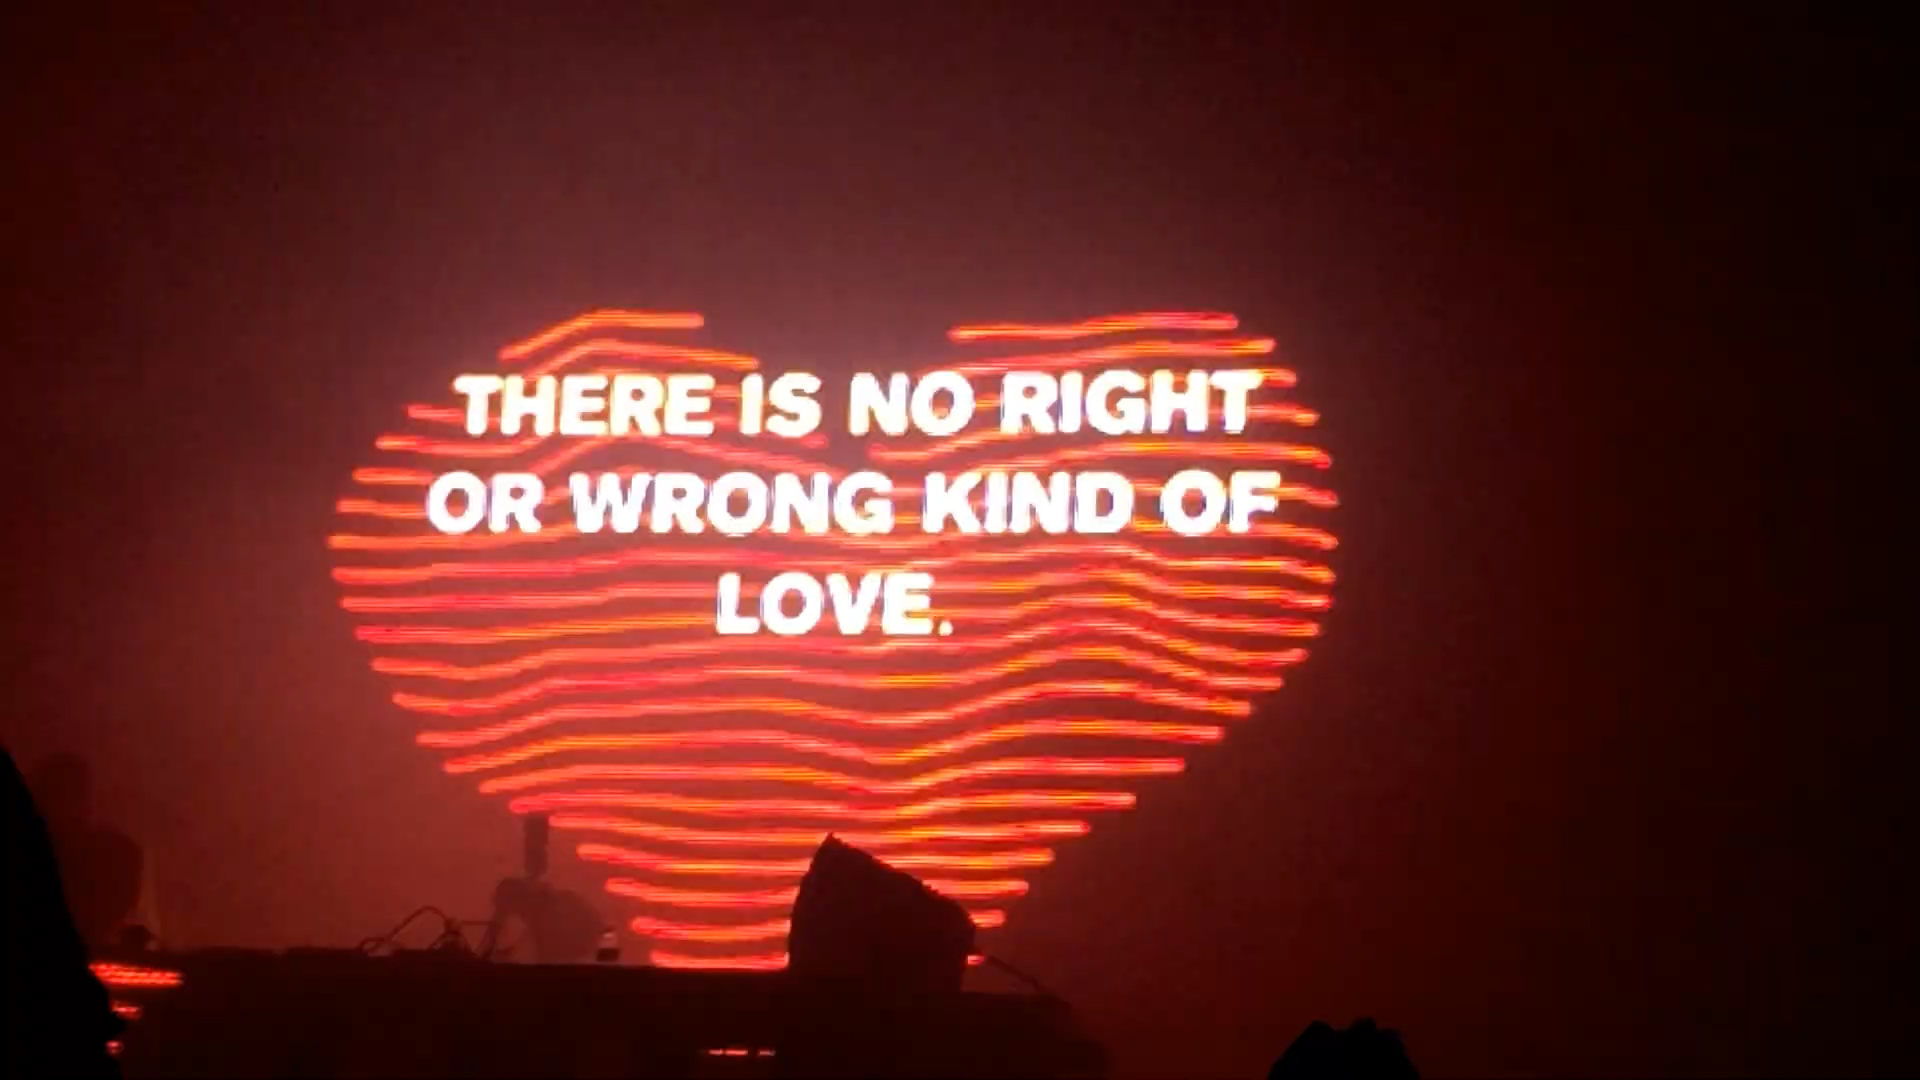 THERE IS NO RIGHT
OR WRONG KIND OF
LOVE.